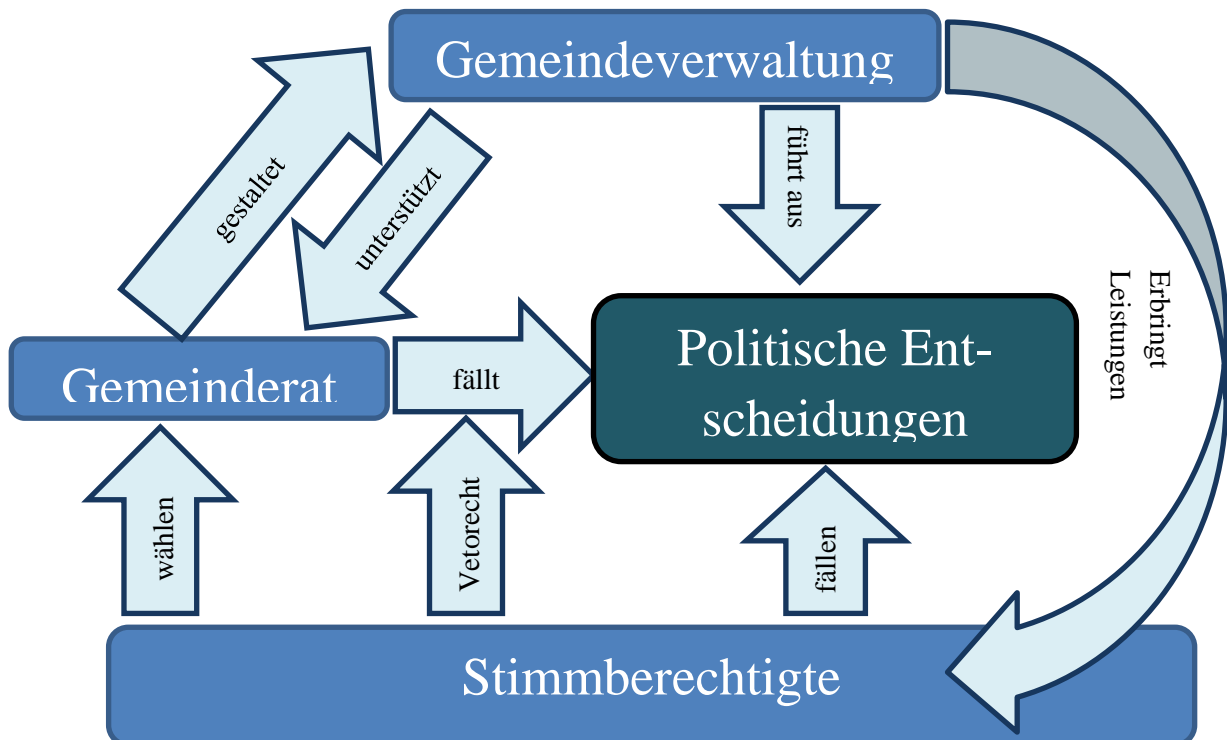 Gemeindeverwaltung
gestaltet
unterstützt
führt aus
Erbringt
Leistungen
Gemeinderat
fällt
Politische Ent-
scheidungen
wählen
Vetorecht
fällen
Stimmberechtigte